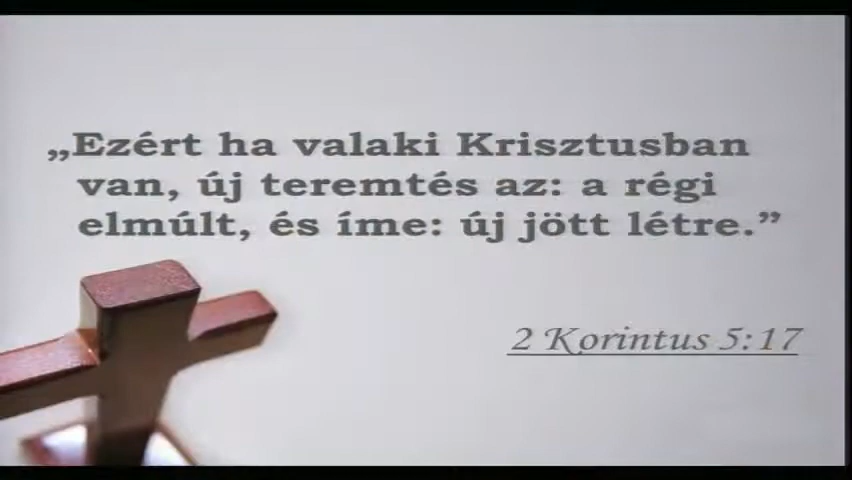 „Ezért ha valaki Krisztusban
van, új teremtés az: a régi
elmúlt, és íme: új jött létre.”
2 Korintus 5:17